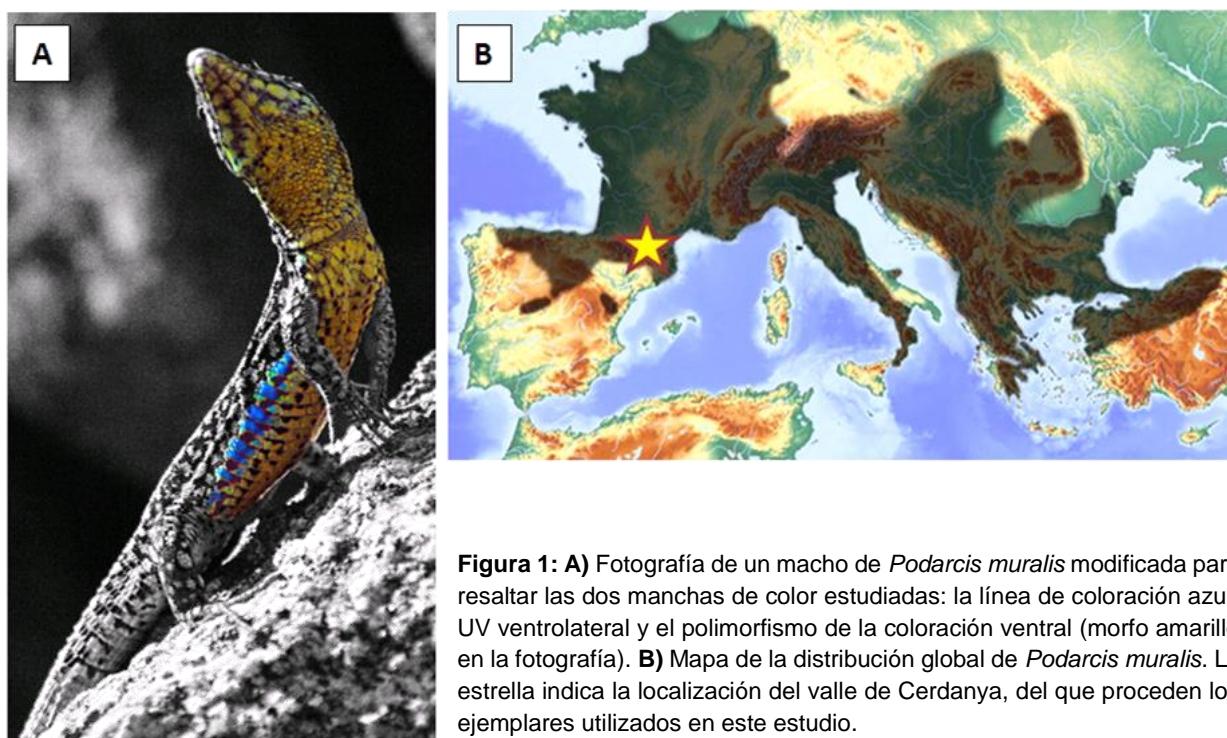 A
B
Figura 1: A) Fotografía de un macho de Podarcis muralis modificada par
resaltar las dos manchas de color estudiadas: la línea de coloración azu
UV ventrolateral y el polimorfismo de la coloración ventral (morfo amarill
en la fotografía). B) Mapa de la distribución global de Podarcis muralis. L
estrella indica la localización del valle de Cerdanya, del que proceden lo
ejemplares utilizados en este estudio.